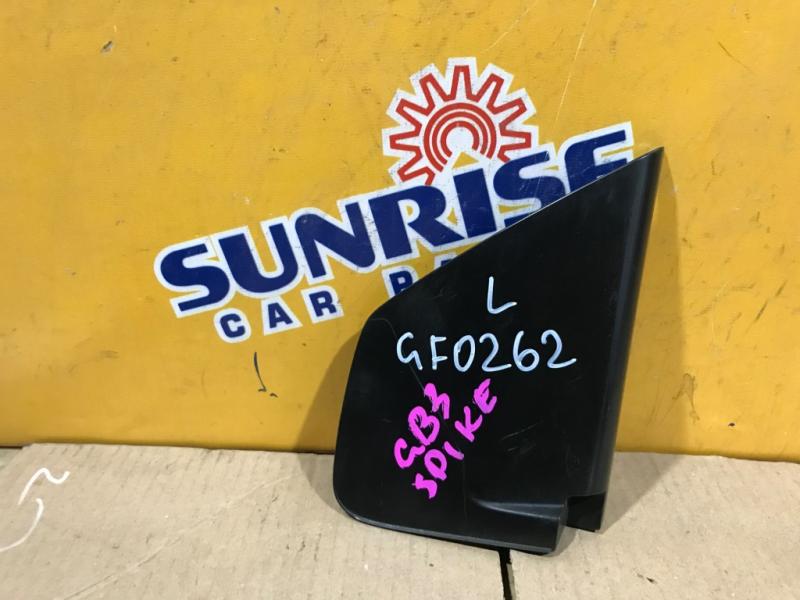 SUNRISE
CAR
L
GF0262
GB3
SPIKE